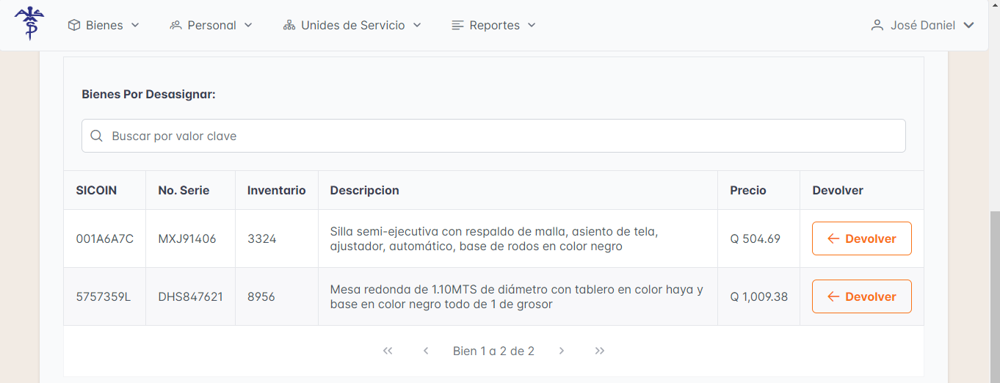 Bienes Personal Unides de Servicio Reportes José Daniel
Bienes Por Desasignar:
Buscar por valor clave
SICOIN No. Serie Inventario Descripcion Precio Devolver
001A6A7C MXJ91406 3324 Silla semi-ejecutiva con respaldo de malla, asiento de tela,
ajustador, automático, base de rodos en color negro Q 504.69 Devolver
5757359L DHS847621 8956 Mesa redonda de 1.10MTS de diámetro con tablero en color haya y
base en color negro todo de 1 de grosor Q 1,009.38 Devolver
Bien 1 a 2 de 2